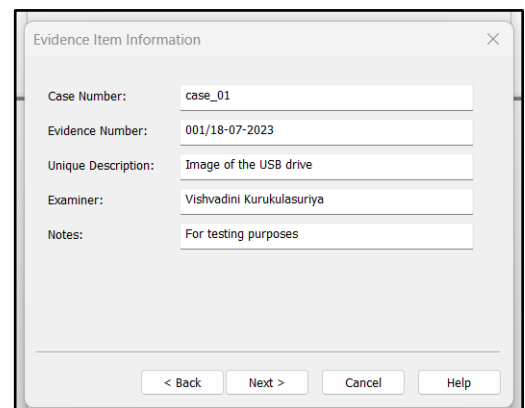 Evidence Item Information
Case Number: case_01
Evidence Number: 001/18-07-2023
Unique Description: Image of the USB drive
Examiner: Vishvadini Kurukulasuriya
Notes: For testing purposes
< Back Next > Cancel Help